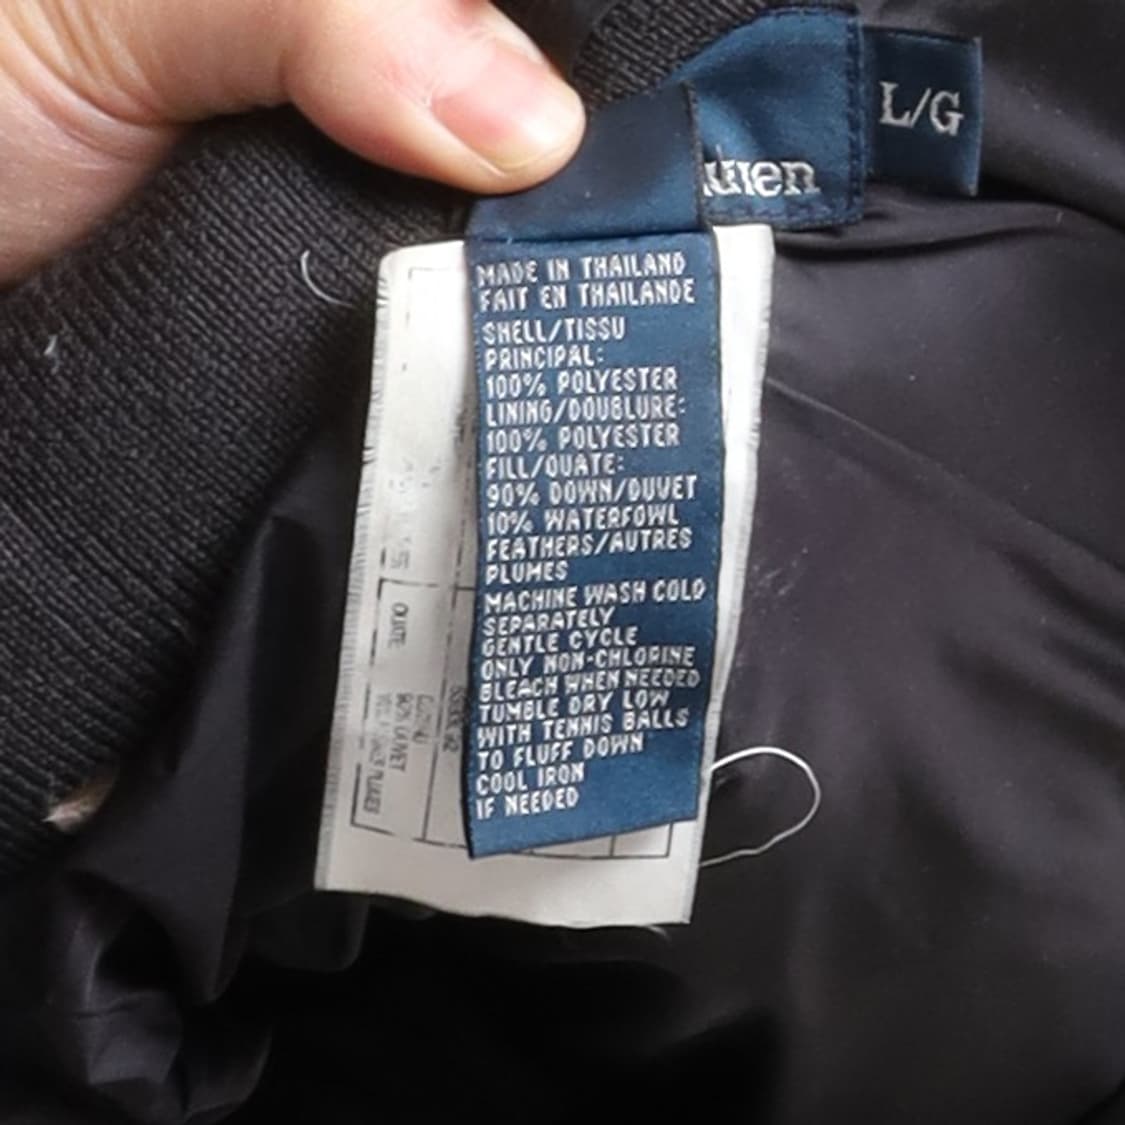 L/G
MADE IN THAILAND
FAIT EN THAILANDE
SHELL/TISSU
PRINCIPAL:
100% POLYESTER
LINING/DOUBLURE:
100% POLYESTER
FILL/OUATE:
90% DOWN/DUVET
10% WATERFOWL
FEATHERS/AUTRES
PLUMES
MACHINE WASH COLD
SEPARATELY
GENTLE CYCLE
ONLY NON-CHLORINE
BLEACH WHEN NEEDED
TUMBLE DRY LOW
WITH TENNIS BALLS
TO FLUFF DOWN
COOL IRON
IF NEEDED
OUATE